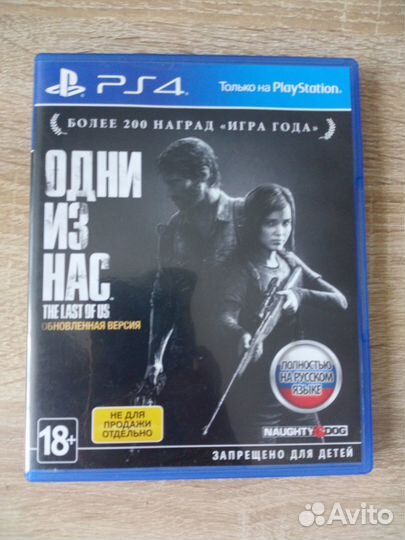 PS4
Только на PlayStation®
БОЛЕЕ 200 НАГРАД «ИГРА ГОДА»
ОДНИ
ИЗ
НАС
THE LAST OF US
ОБНОВЛЕННАЯ ВЕРСИЯ
ПОЛНОСТЬЮ
НА РУССКОМ
ЯЗЫКЕ
НЕ ДЛЯ
ПРОДАЖИ
ОТДЕЛЬНО
18+
NAUGHTY DOG
ЗАПРЕЩЕНО ДЛЯ ДЕТЕЙ
Avito